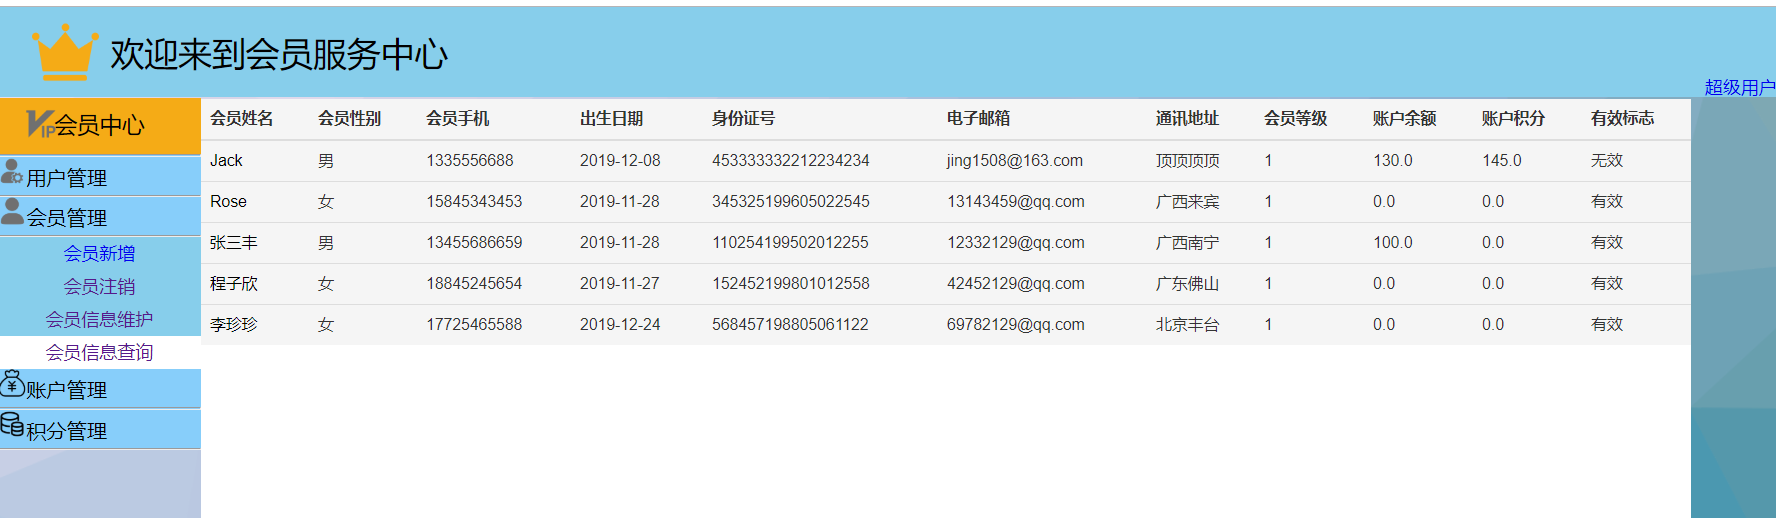 欢迎来到会员服务中心
超级用户
VIP会员中心
用户管理
会员管理
会员新增
会员注销
会员信息维护
会员信息查询
账户管理
积分管理
会员姓名 会员性别 会员手机 出生日期 身份证号 电子邮箱 通讯地址 会员等级 账户余额 账户积分 有效标志
Jack 男 1335556688 2019-12-08 453333332212234234 jing1508@163.com 顶顶顶顶 1 130.0 145.0 无效
Rose 女 15845343453 2019-11-28 345325199605022545 13143459@qq.com 广西来宾 1 0.0 0.0 有效
张三丰 男 13455686659 2019-11-28 110254199502012255 12332129@qq.com 广西南宁 1 100.0 0.0 有效
程子欣 女 18845245654 2019-11-27 152452199801012558 42452129@qq.com 广东佛山 1 0.0 0.0 有效
李珍珍 女 17725465588 2019-12-24 568457198805061122 69782129@qq.com 北京丰台 1 0.0 0.0 有效